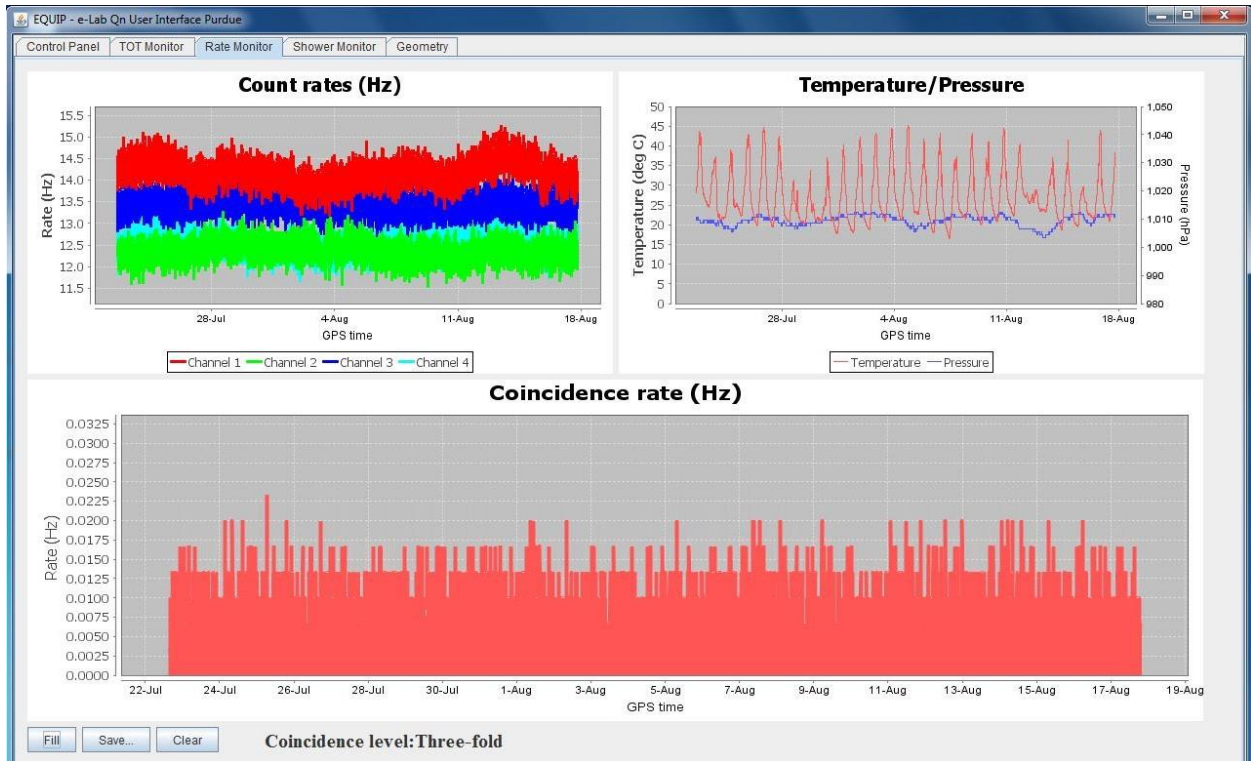 EQUIP - e-Lab Qn User Interface Purdue
Control Panel TOT Monitor Rate Monitor Shower Monitor Geometry
Count rates (Hz)
15.5
15.0
14.5
14.0
13.5
13.0
12.5
12.0
11.5
Rate (Hz)
28-Jul 4-Aug 11-Aug 18-Aug
GPS time
Channel 1 Channel 2 Channel 3 Channel 4
Temperature/Pressure
50
45
40
35
30
25
20
15
10
5
0
Temperature (deg C)
1,050
1,040
1,030
1,020
1,010
1,000
990
980
Pressure (hPa)
28-Jul 4-Aug 11-Aug 18-Aug
GPS time
Temperature Pressure
Coincidence rate (Hz)
0.0325
0.0300
0.0275
0.0250
0.0225
0.0200
0.0175
0.0150
0.0125
0.0100
0.0075
0.0050
0.0025
0.0000
Rate (Hz)
22-Jul 24-Jul 26-Jul 28-Jul 30-Jul 1-Aug 3-Aug 5-Aug 7-Aug 9-Aug 11-Aug 13-Aug 15-Aug 17-Aug 19-Aug
GPS time
Fill Save... Clear Coincidence level:Three-fold